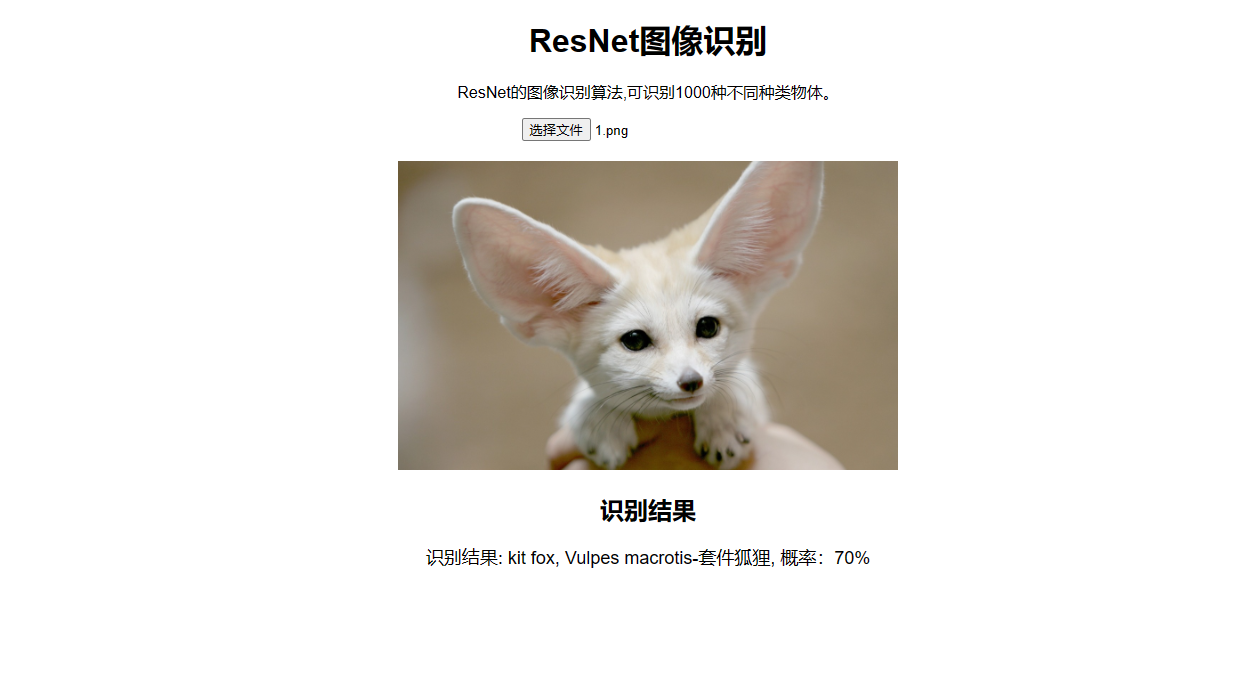 ResNet图像识别
ResNet的图像识别算法,可识别1000种不同种类物体。
选择文件 1.png
识别结果
识别结果: kit fox, Vulpes macrotis-套件狐狸, 概率：70%